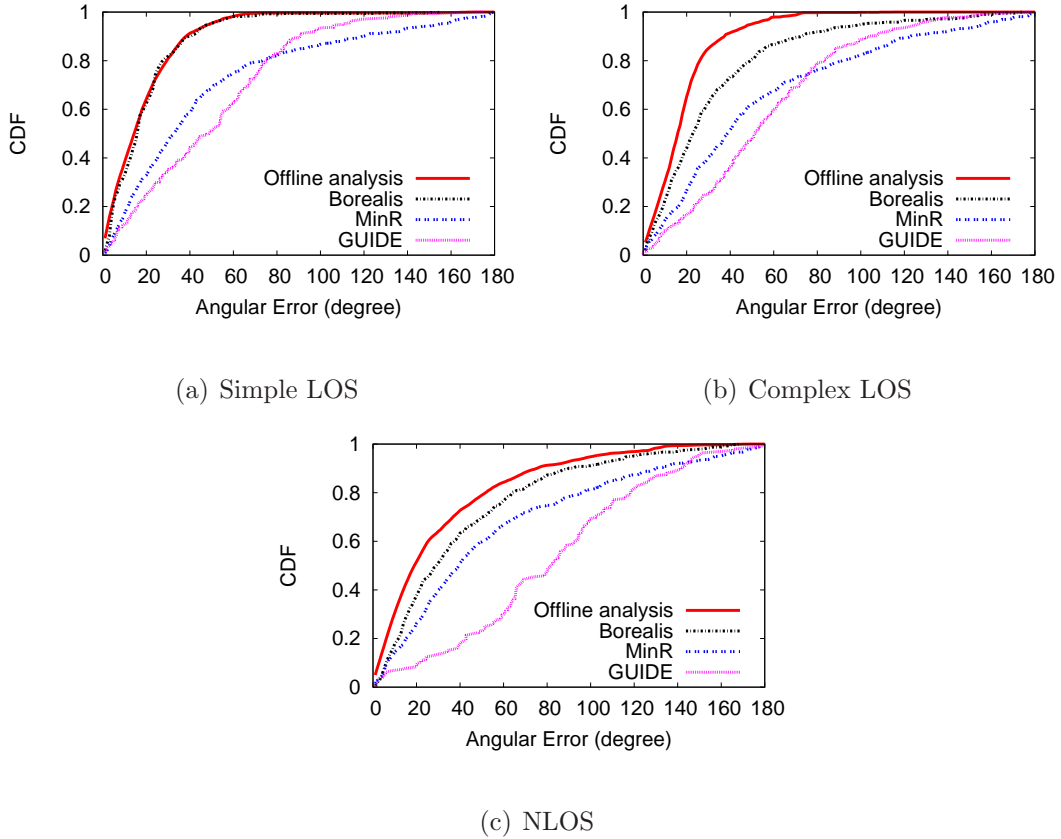 1
0.8
0.6
0.4
0.2
0
CDF
Offline analysis
Borealis
MinR
GUIDE
0 20 40 60 80 100 120 140 160 180
Angular Error (degree)
(a) Simple LOS
1
0.8
0.6
0.4
0.2
0
CDF
Offline analysis
Borealis
MinR
GUIDE
0 20 40 60 80 100 120 140 160 180
Angular Error (degree)
(b) Complex LOS
1
0.8
0.6
0.4
0.2
0
CDF
Offline analysis
Borealis
MinR
GUIDE
0 20 40 60 80 100 120 140 160 180
Angular Error (degree)
(c) NLOS